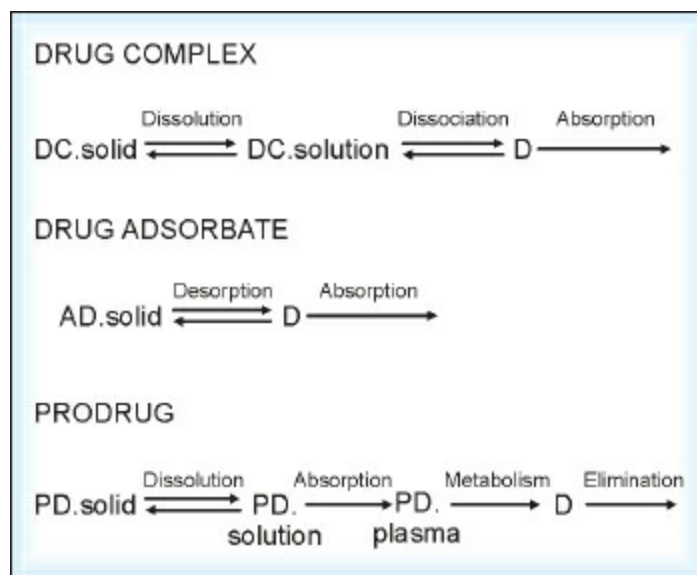 DRUG COMPLEX
Dissolution Dissociation Absorption
DC.solid DC.solution D
DRUG ADSORBATE
Desorption Absorption
AD.solid D
PRODRUG
Dissolution Absorption Metabolism Elimination
PD.solid PD. PD. D
solution plasma